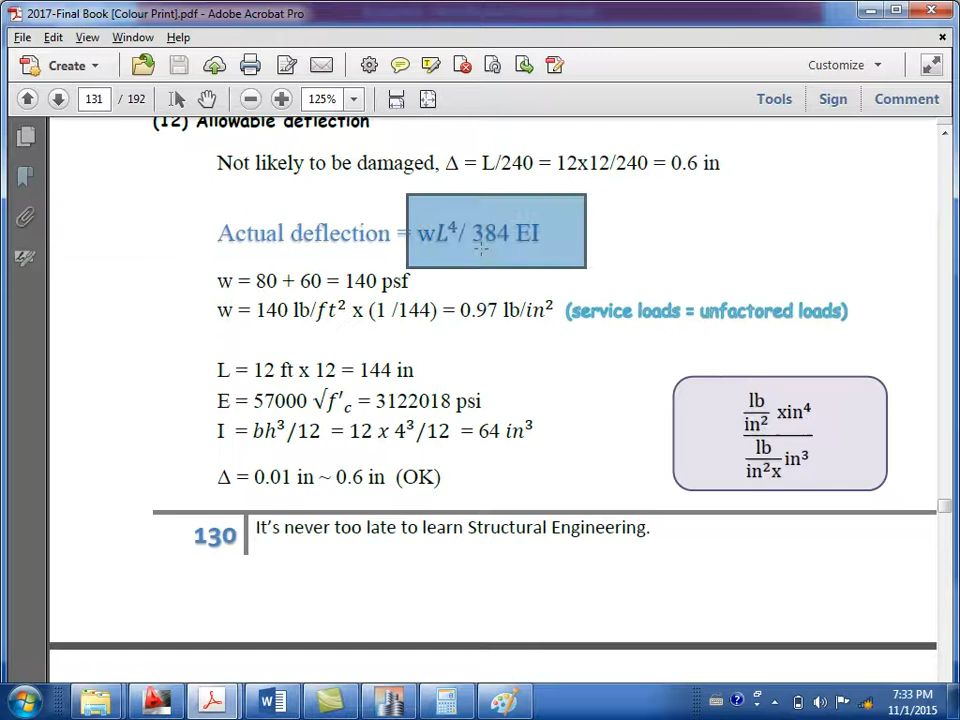 2017-Final Book [Colour Print].pdf - Adobe Acrobat Pro
File Edit View Window Help
Create Customize
131 / 192 125% Tools Sign Comment
(12) Allowable deflection
Not likely to be damaged, Δ = L/240 = 12x12/240 = 0.6 in
Actual deflection = wL⁴/ 384 EI
w = 80 + 60 = 140 psf
w = 140 lb/ft² x (1 /144) = 0.97 lb/in² (service loads = unfactored loads)
L = 12 ft x 12 = 144 in
E = 57000 √f'c = 3122018 psi
I = bh³/12 = 12 x 4³/12 = 64 in³
Δ = 0.01 in ~ 0.6 in (OK)
lb
in² xin⁴
lb
in²x in³
130 It's never too late to learn Structural Engineering.
7:33 PM
11/1/2015